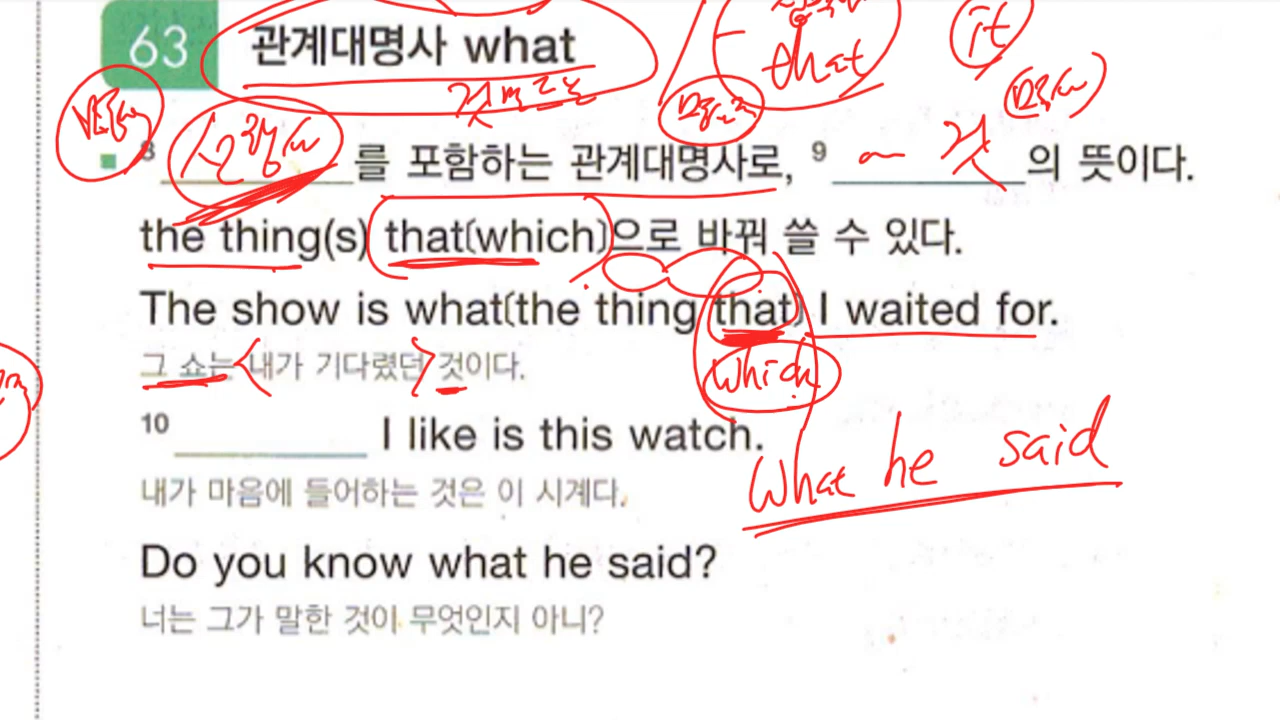 that
it
63 관계대명사 what
(명사)
8 선행사 를 포함하는 관계대명사로, 9 ~ 것 의 뜻이다.
the thing(s) that(which)으로 바꿔 쓸 수 있다.
The show is what(the thing that) I waited for.
which
그 쇼는 내가 기다렸던 것이다.
10 I like is this watch.
What he said
내가 마음에 들어하는 것은 이 시계다.
Do you know what he said?
너는 그가 말한 것이 무엇인지 아니?